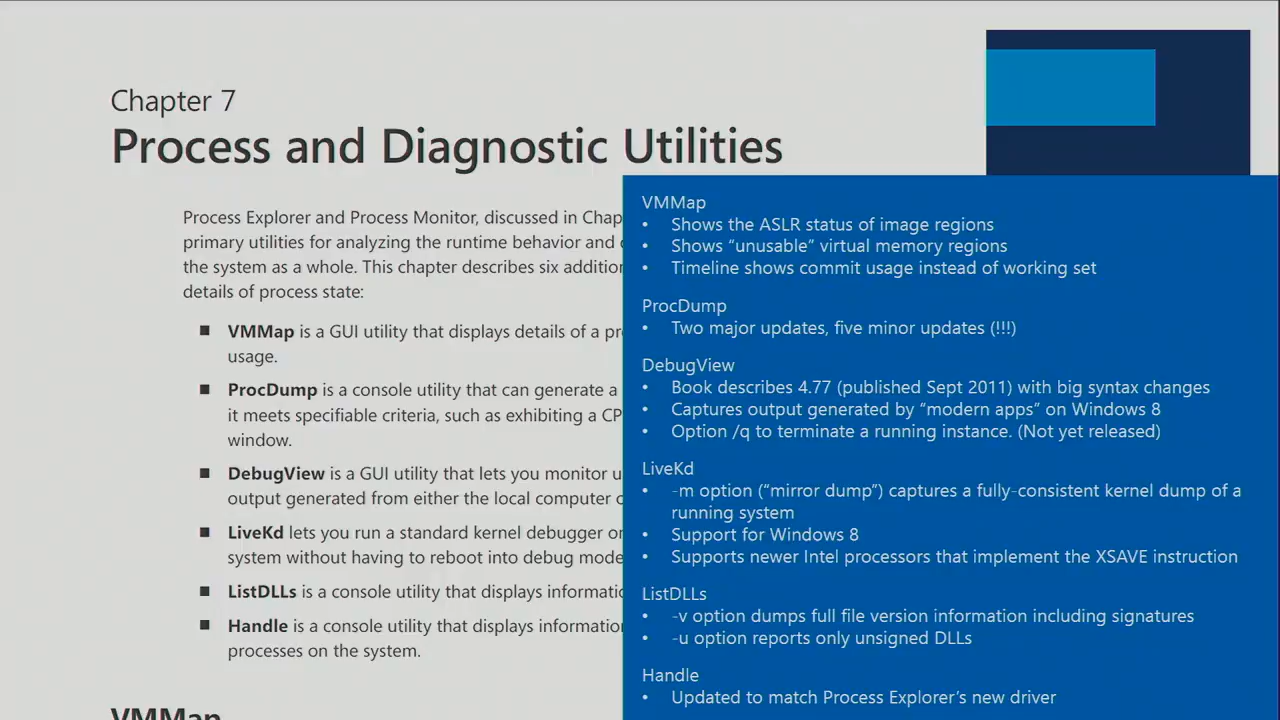 Chapter 7
Process and Diagnostic Utilities
Process Explorer and Process Monitor, discussed in Chap
primary utilities for analyzing the runtime behavior and
the system as a whole. This chapter describes six addition
details of process state:
■ VMMap is a GUI utility that displays details of a pr
usage.
■ ProcDump is a console utility that can generate a
it meets specifiable criteria, such as exhibiting a CP
window.
■ DebugView is a GUI utility that lets you monitor u
output generated from either the local computer o
■ LiveKd lets you run a standard kernel debugger on
system without having to reboot into debug mode
■ ListDLLs is a console utility that displays informatio
■ Handle is a console utility that displays information
processes on the system.
VMMap
VMMap
• Shows the ASLR status of image regions
• Shows “unusable” virtual memory regions
• Timeline shows commit usage instead of working set
ProcDump
• Two major updates, five minor updates (!!!)
DebugView
• Book describes 4.77 (published Sept 2011) with big syntax changes
• Captures output generated by “modern apps” on Windows 8
• Option /q to terminate a running instance. (Not yet released)
LiveKd
• -m option (“mirror dump”) captures a fully-consistent kernel dump of a
running system
• Support for Windows 8
• Supports newer Intel processors that implement the XSAVE instruction
ListDLLs
• -v option dumps full file version information including signatures
• -u option reports only unsigned DLLs
Handle
• Updated to match Process Explorer’s new driver